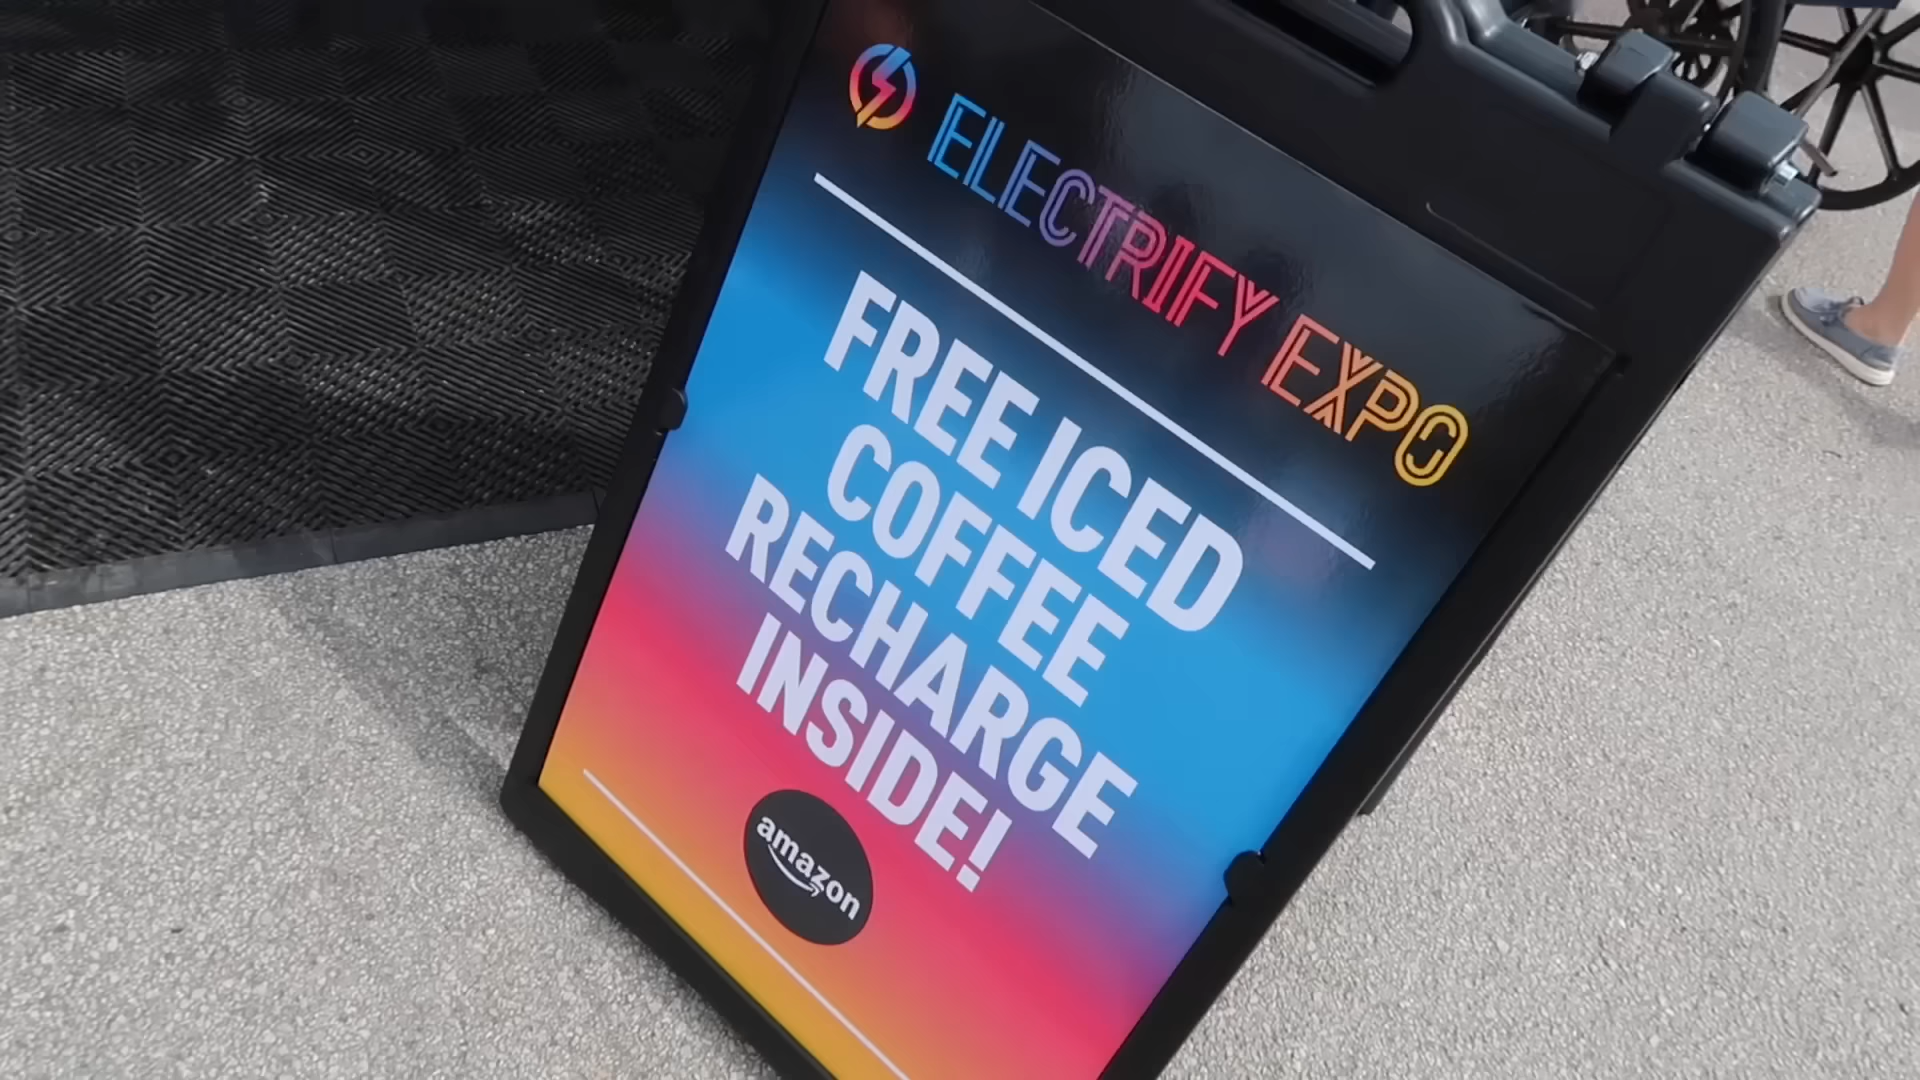 ELECTRIFY EXPO
FREE ICED
COFFEE
RECHARGE
INSIDE!
amazon